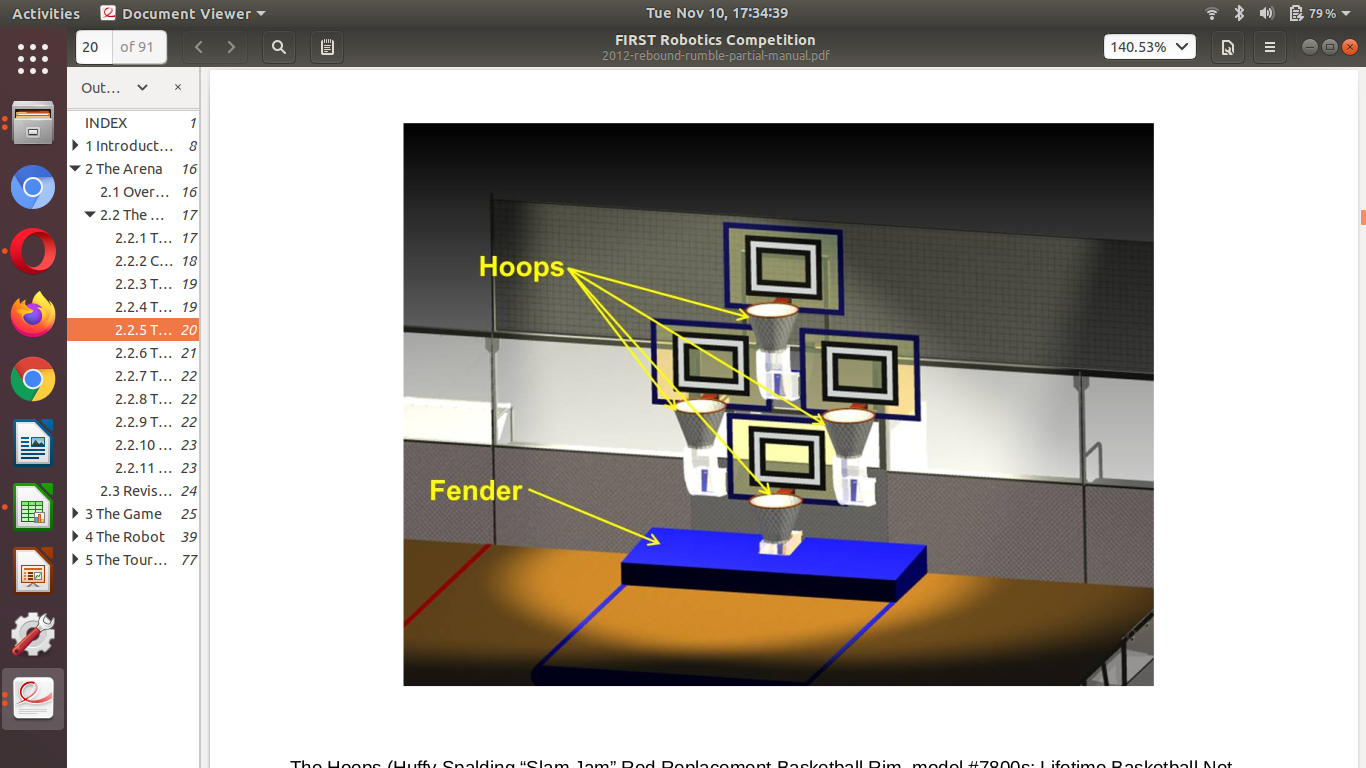 Activities Document Viewer Tue Nov 10, 17:34:39 79 %
20 of 91 FIRST Robotics Competition 140.53%
2012-rebound-rumble-partial-manual.pdf
Out… ×
INDEX 1
1 Introduct… 8
2 The Arena 16
2.1 Over… 16
2.2 The … 17
2.2.1 T… 17
2.2.2 C… 18
2.2.3 T… 19
2.2.4 T… 19
2.2.5 T… 20
2.2.6 T… 21
2.2.7 T… 22
2.2.8 T… 22
2.2.9 T… 22
2.2.10 … 23
2.2.11 … 23
2.3 Revis… 24
3 The Game 25
4 The Robot 39
5 The Tour… 77
Hoops
Fender
The Hoops (Huffy Spalding “Slam Jam” Red Replacement Basketball Rim, model #7800s; Lifetime Basketball Net,